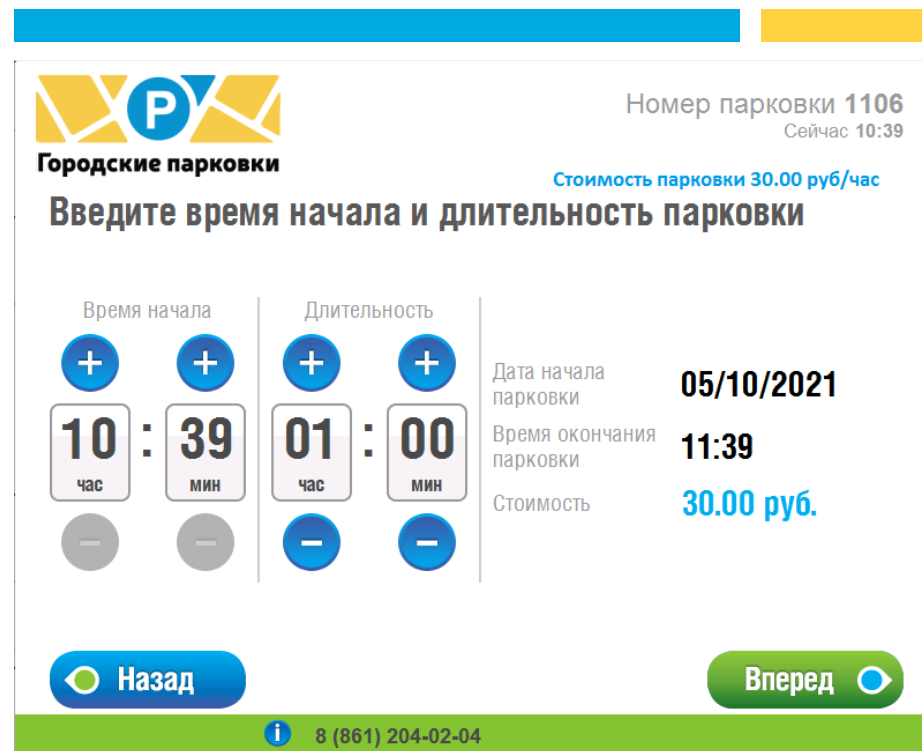 P
Городские парковки
Номер парковки 1106
Сейчас 10:39
Стоимость парковки 30.00 руб/час
Введите время начала и длительность парковки
Время начала
Длительность
+ + + +
10 : 39
01 : 00
час мин
час мин
- - - -
Дата начала
парковки
05/10/2021
Время окончания
парковки
11:39
Стоимость
30.00 руб.
Назад
Вперед
i 8 (861) 204-02-04